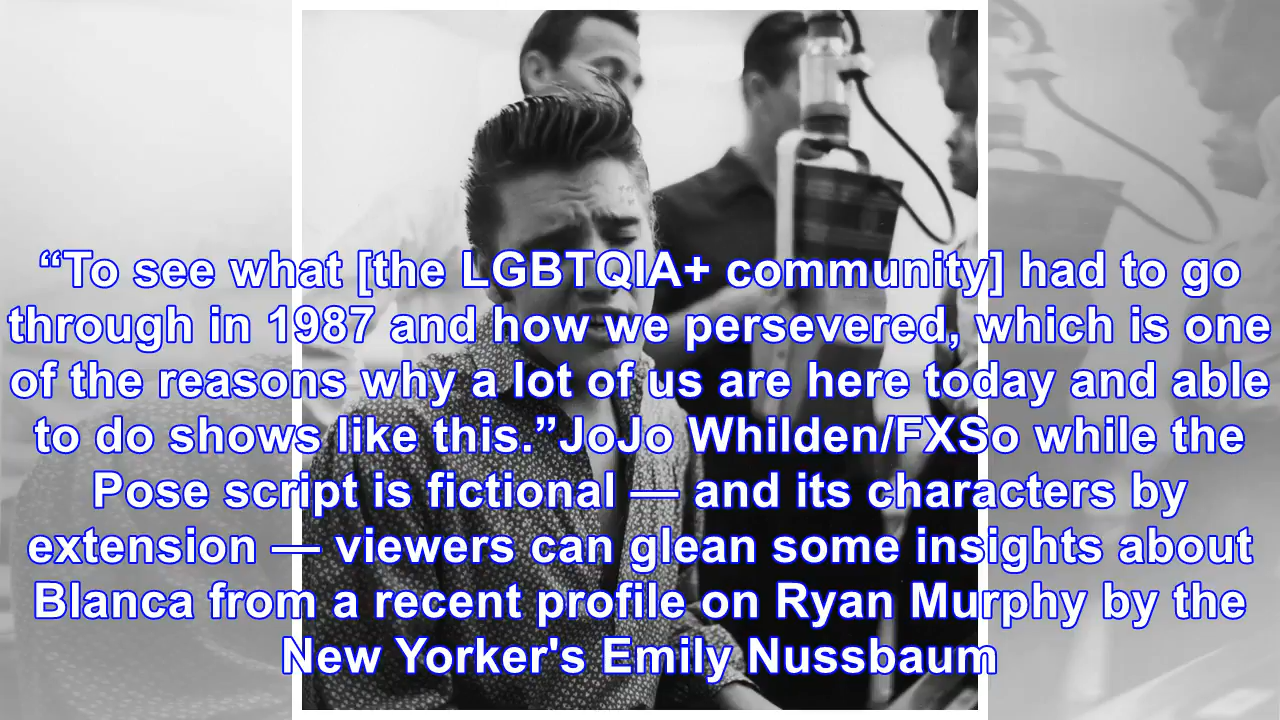 “To see what [the LGBTQIA+ community] had to go
through in 1987 and how we persevered, which is one
of the reasons why a lot of us are here today and able
to do shows like this.”JoJo Whilden/FXSo while the
Pose script is fictional — and its characters by
extension — viewers can glean some insights about
Blanca from a recent profile on Ryan Murphy by the
New Yorker's Emily Nussbaum